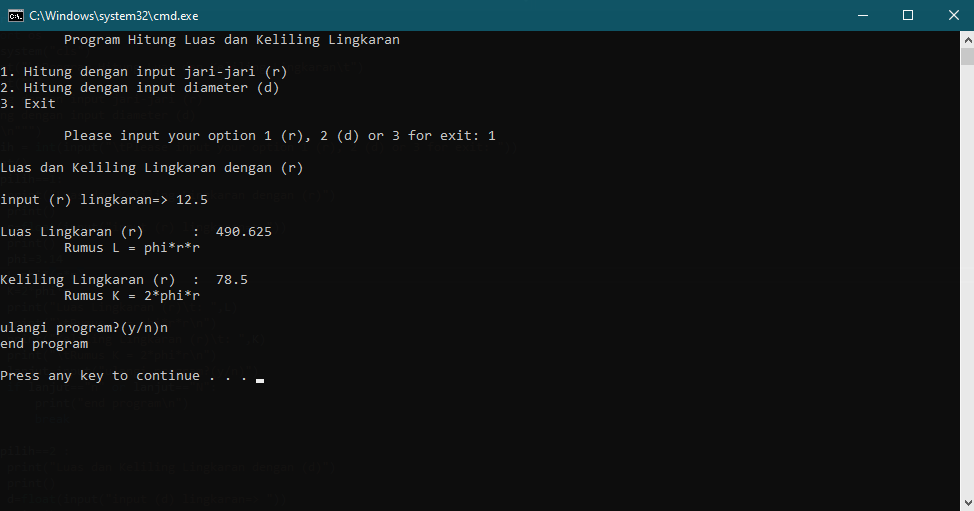 C:\Windows\system32\cmd.exe
Program Hitung Luas dan Keliling Lingkaran
1. Hitung dengan input jari-jari (r)
2. Hitung dengan input diameter (d)
3. Exit
Please input your option 1 (r), 2 (d) or 3 for exit: 1
Luas dan Keliling Lingkaran dengan (r)
input (r) lingkaran=> 12.5
Luas Lingkaran (r)      :  490.625
Rumus L = phi*r*r
Keliling Lingkaran (r)  :  78.5
Rumus K = 2*phi*r
ulangi program?(y/n)n
end program
Press any key to continue . . .